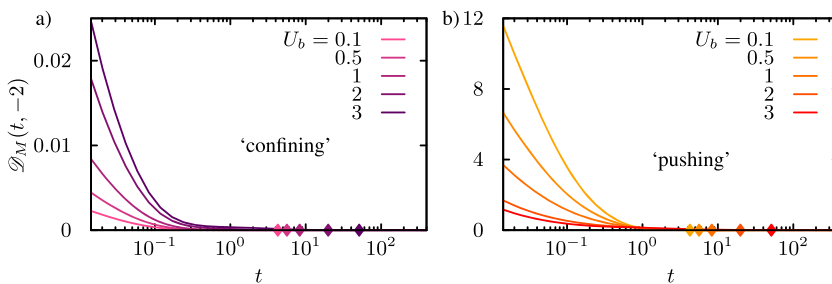 a)
0.02
0.01
0
𝒟_M(t, −2)
U_b = 0.1
0.5
1
2
3
‘confining’
10^−1
10^0
10^1
10^2
t
b)
12
8
4
0
U_b = 0.1
0.5
1
2
3
‘pushing’
10^−1
10^0
10^1
10^2
t